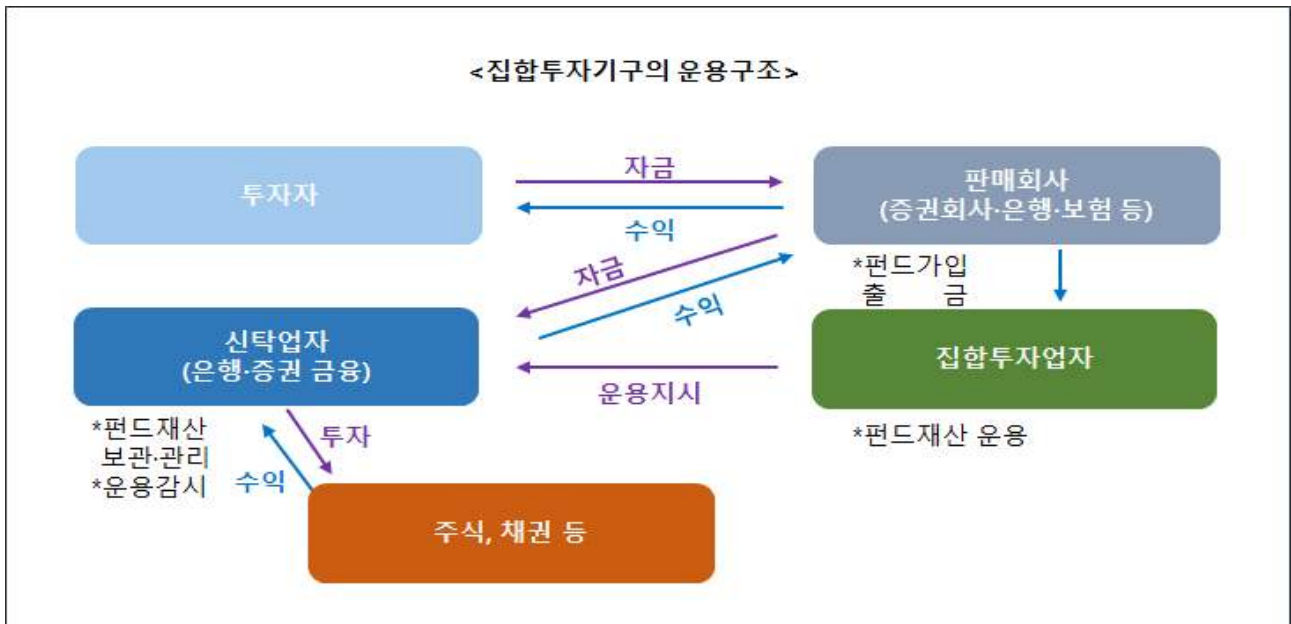 <집합투자기구의 운용구조>
투자자
자금
수익
판매회사
(증권회사·은행·보험 등)
*펀드가입
출 금
자금
수익
신탁업자
(은행·증권 금융)
운용지시
집합투자업자
*펀드재산
보관·관리
*운용감시
투자
수익
*펀드재산 운용
주식, 채권 등